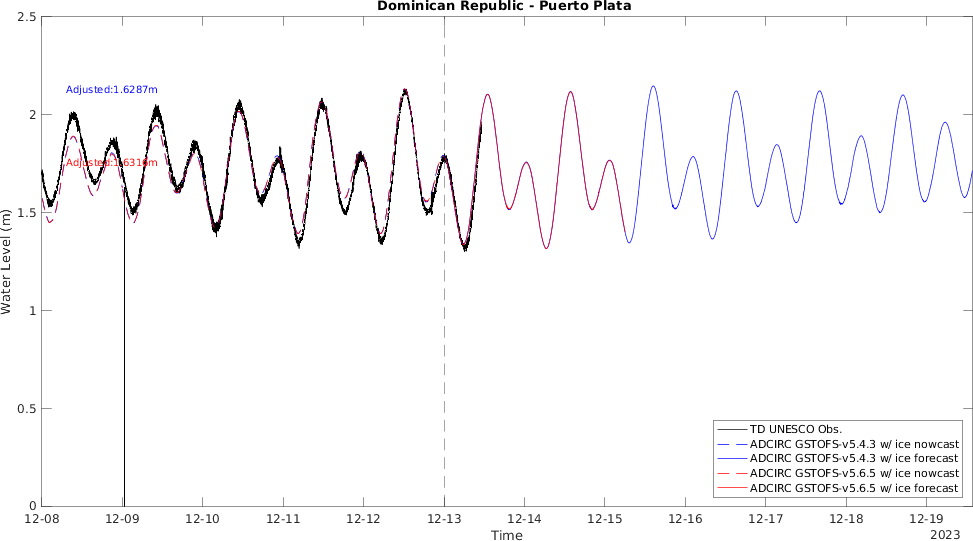 Dominican Republic - Puerto Plata
2.5
2
1.5
1
0.5
0
Water Level (m)
Adjusted:1.6287m
Adjusted:1.6316m
TD UNESCO Obs.
ADCIRC GSTOFS-v5.4.3 w/ ice nowcast
ADCIRC GSTOFS-v5.4.3 w/ ice forecast
ADCIRC GSTOFS-v5.6.5 w/ ice nowcast
ADCIRC GSTOFS-v5.6.5 w/ ice forecast
12-08 12-09 12-10 12-11 12-12 12-13 12-14 12-15 12-16 12-17 12-18 12-19
Time
2023